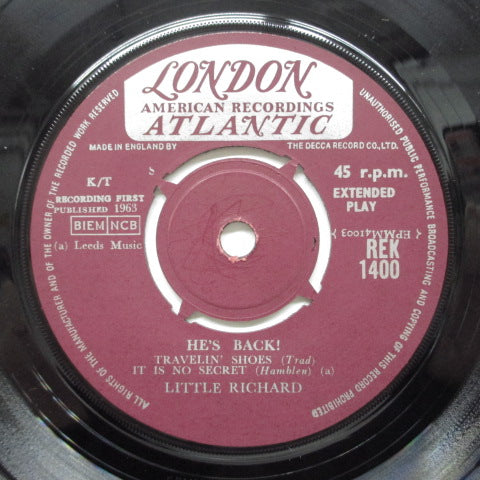 LONDON
AMERICAN RECORDINGS
ATLANTIC
MADE IN ENGLAND BY
THE DECCA RECORD CO., LTD.
S
K/T
RECORDING FIRST
PUBLISHED 1963
BIEM NCB
(a) Leeds Music
45 r.p.m.
EXTENDED
PLAY
(EPMM41003)
REK
1400
HE'S BACK!
TRAVELIN' SHOES (Trad)
IT IS NO SECRET (Hamblen) (a)
LITTLE RICHARD
ALL RIGHTS OF THE MANUFACTURER AND OF THE OWNER OF THE RECORDED WORK RESERVED
UNAUTHORISED PUBLIC PERFORMANCE BROADCASTING AND COPYING OF THIS RECORD PROHIBITED